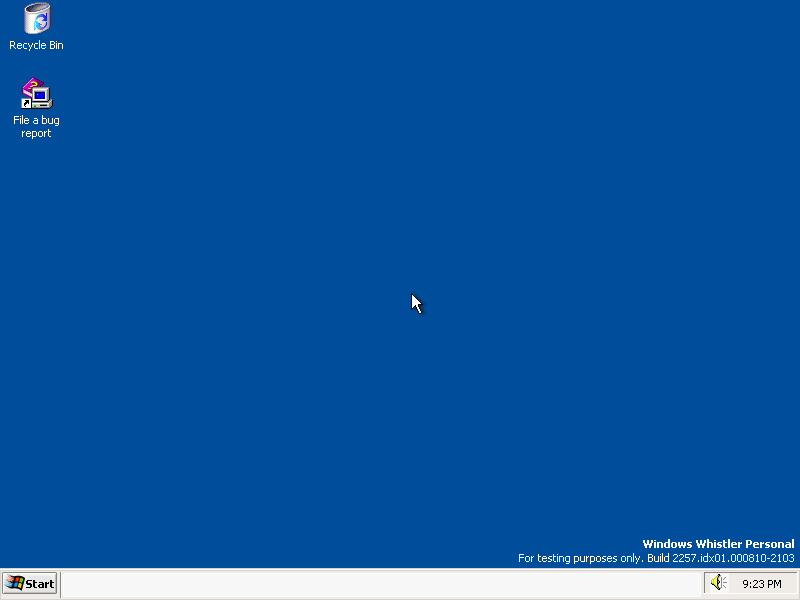 Recycle Bin
File a bug
report
Windows Whistler Personal
For testing purposes only. Build 2257.idx01.000810-2103
Start
9:23 PM